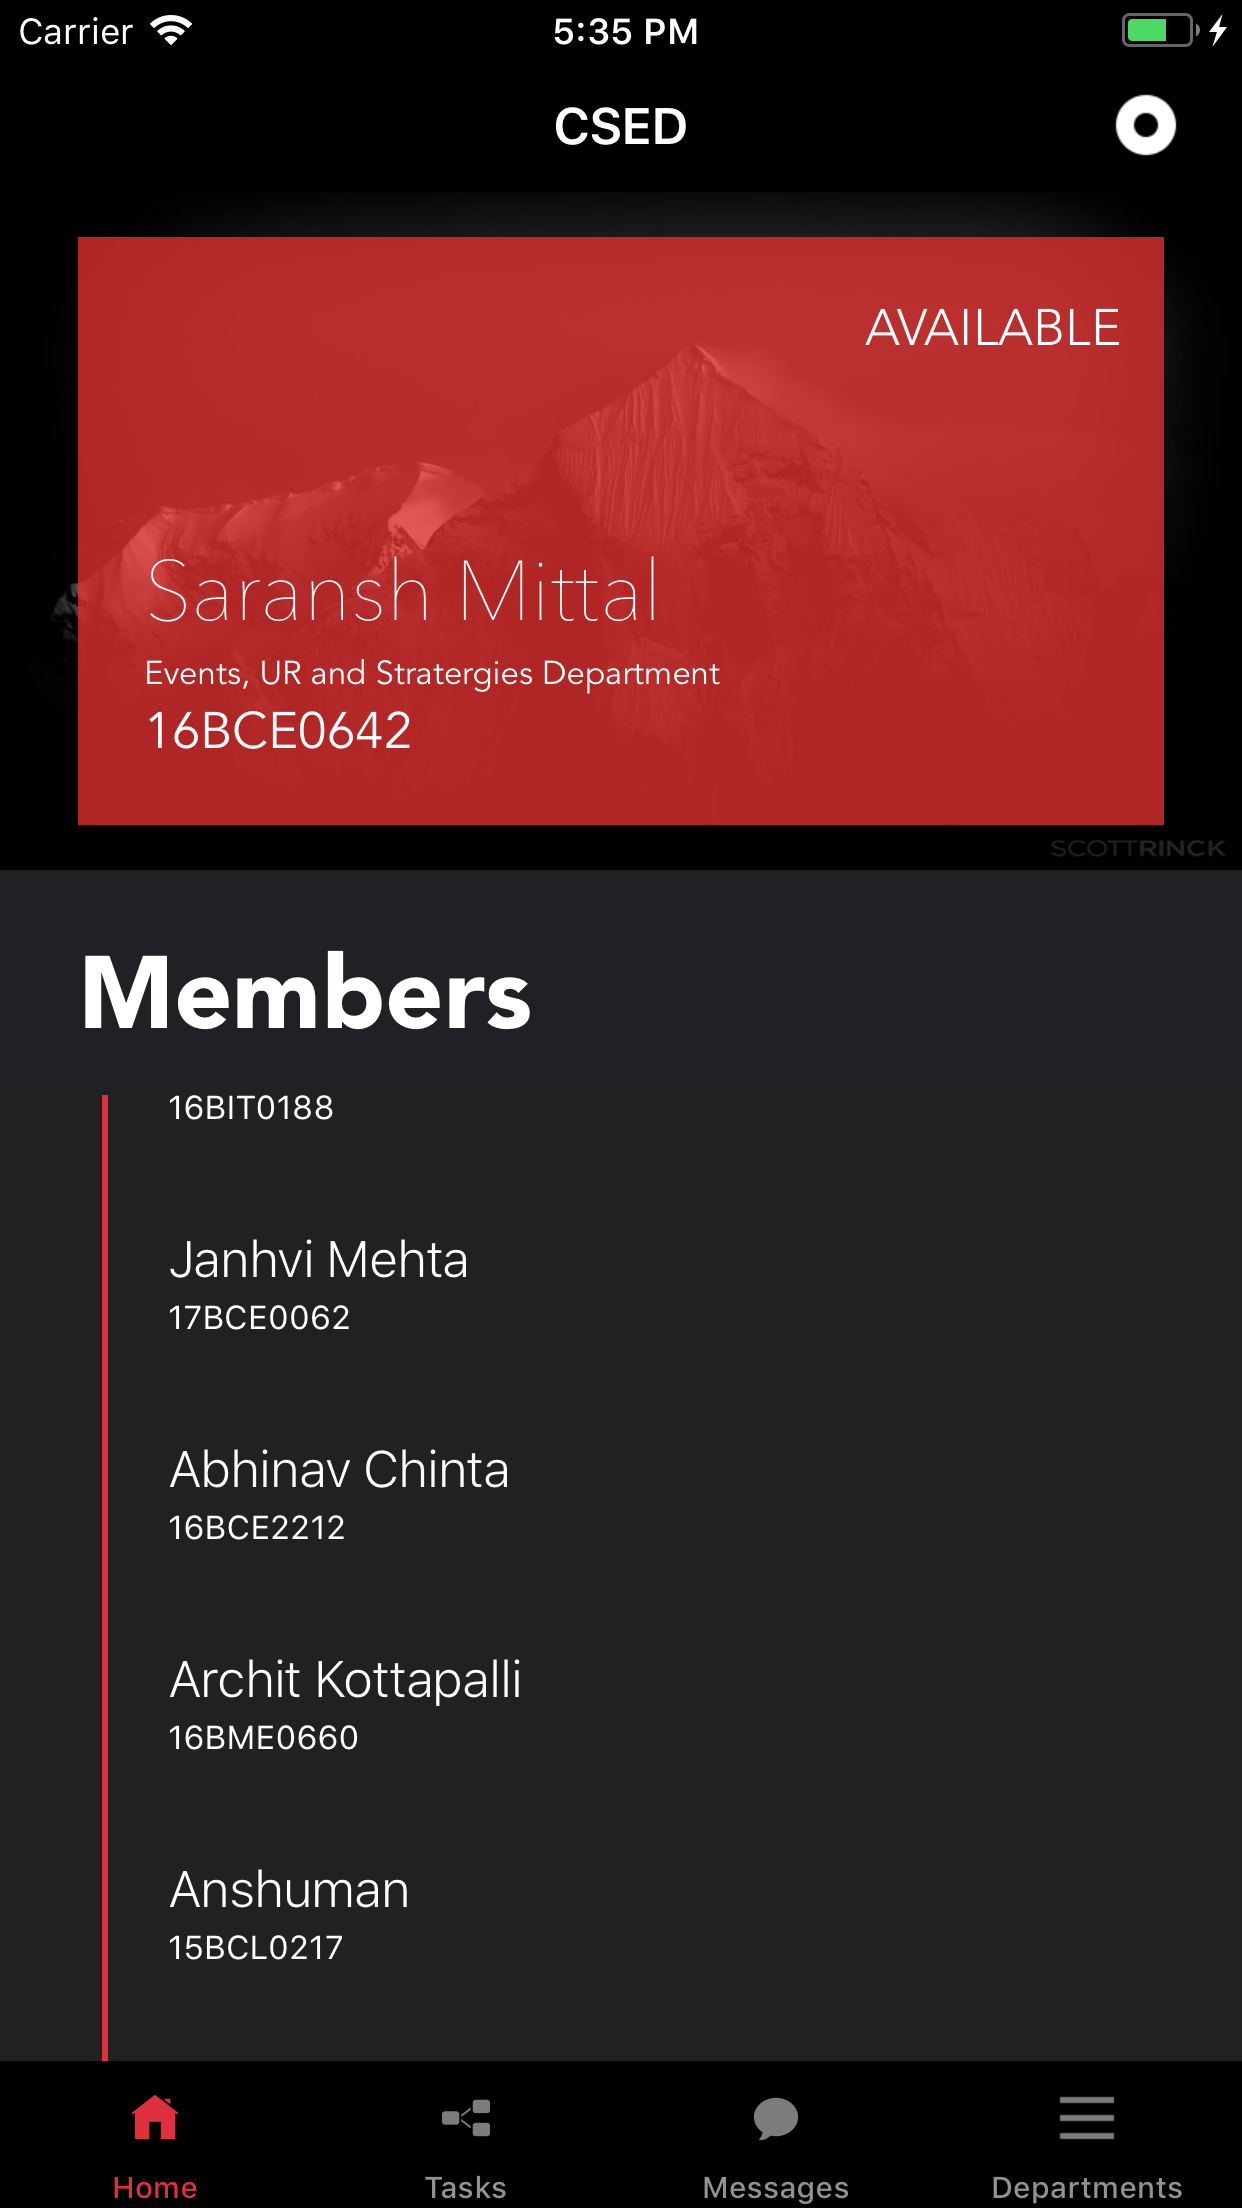 Carrier 5:35 PM
CSED
AVAILABLE
Saransh Mittal
Events, UR and Stratergies Department
16BCE0642
SCOTTRINCK
Members
16BIT0188
Janhvi Mehta
17BCE0062
Abhinav Chinta
16BCE2212
Archit Kottapalli
16BME0660
Anshuman
15BCL0217
Home Tasks Messages Departments